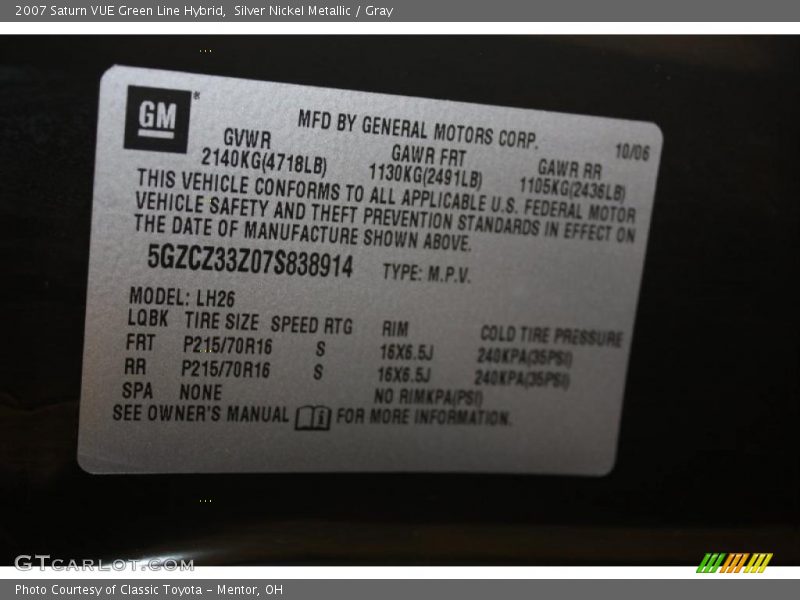 2007 Saturn VUE Green Line Hybrid,  Silver Nickel Metallic / Gray
GM®
MFD BY GENERAL MOTORS CORP.
10/06
GVWR GAWR FRT GAWR RR
2140KG(4718LB) 1130KG(2491LB) 1105KG(2436LB)
THIS VEHICLE CONFORMS TO ALL APPLICABLE U.S. FEDERAL MOTOR
VEHICLE SAFETY AND THEFT PREVENTION STANDARDS IN EFFECT ON
THE DATE OF MANUFACTURE SHOWN ABOVE.
5GZCZ33Z07S838914 TYPE: M.P.V.
MODEL: LH26
LQBK TIRE SIZE SPEED RTG RIM COLD TIRE PRESSURE
FRT P215/70R16 S 16X6.5J 240KPA(35PSI)
RR P215/70R16 S 16X6.5J 240KPA(35PSI)
SPA NONE NO RIMKPA(PSI)
SEE OWNER'S MANUAL FOR MORE INFORMATION.
GTCARLOT.COM
Photo Courtesy of Classic Toyota - Mentor, OH